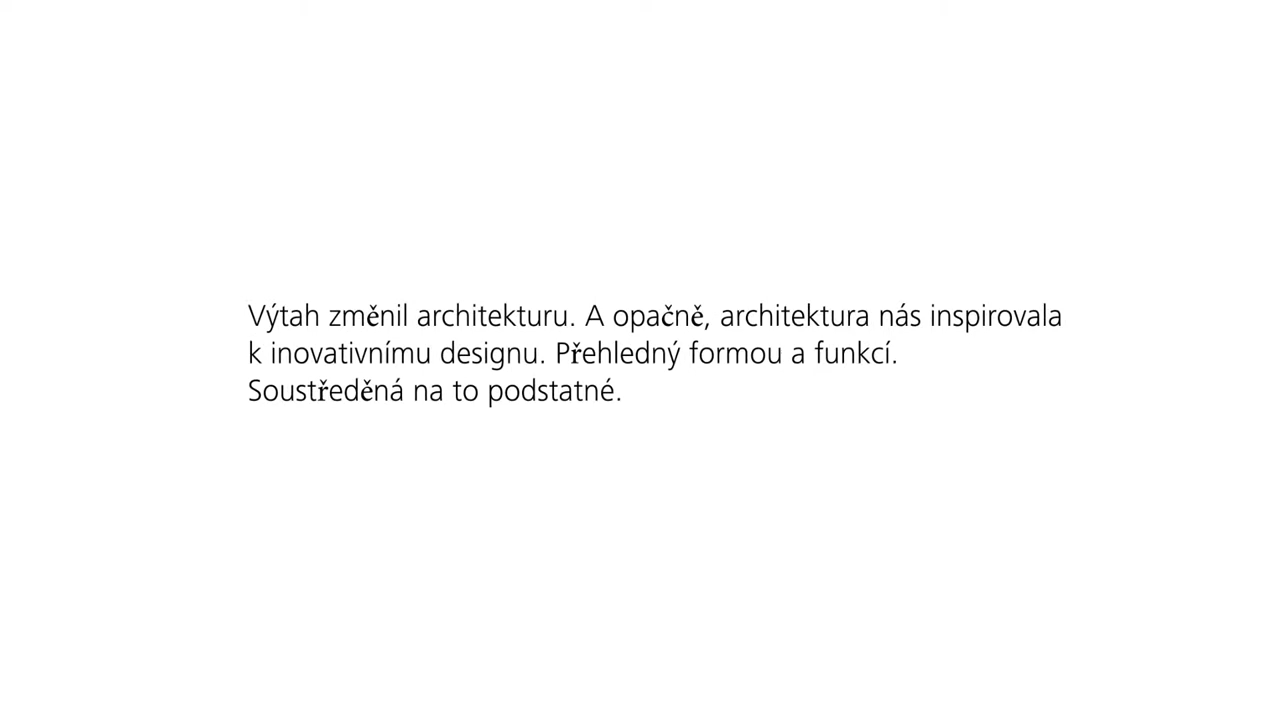 Výtah změnil architekturu. A opačně, architektura nás inspirovala
k inovativnímu designu. Přehledný formou a funkcí.
Soustředěná na to podstatné.